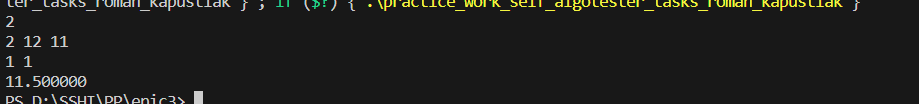 ter_tasks_roman_kapustiak } ; if ($?) { .\practice_work_self_algotester_tasks_roman_kapustiak }
2
2 12 11
1 1
11.500000
PS D:\SSHI\PP\epic3>